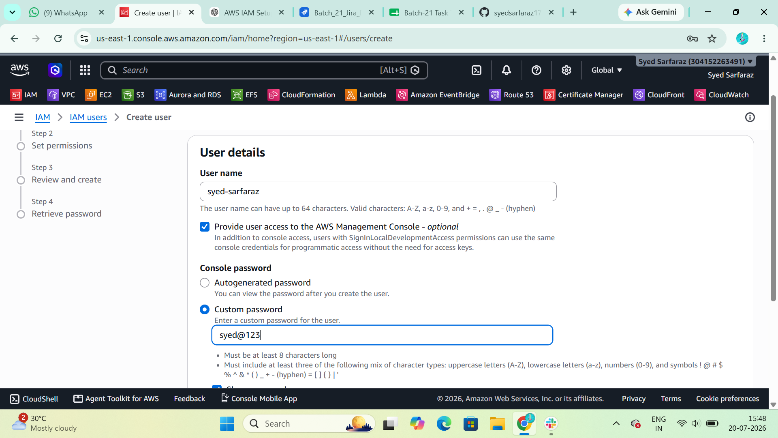 (9) WhatsApp
Create user | I
AWS IAM Setu
Batch_21_(ira_
Batch-21 Task
syedsarfaraz17
Ask Gemini
us-east-1.console.aws.amazon.com/iam/home?region=us-east-1#/users/create
aws
Search
[Alt+S]
Global
Syed Sarfaraz (304152263491)
Syed Sarfaraz
IAM
VPC
EC2
S3
Aurora and RDS
EFS
CloudFormation
Lambda
Amazon EventBridge
Route 53
Certificate Manager
CloudFront
CloudWatch
IAM
IAM users
Create user
Step 2
Set permissions
Step 3
Review and create
Step 4
Retrieve password
User details
User name
syed-sarfaraz
The user name can have up to 64 characters. Valid characters: A-Z, a-z, 0-9, and + = , . @ _ - (hyphen)
Provide user access to the AWS Management Console - optional
In addition to console access, users with SignInLocalDevelopmentAccess permissions can use the same
console credentials for programmatic access without the need for access keys.
Console password
Autogenerated password
You can view the password after you create the user.
Custom password
Enter a custom password for the user.
syed@123
Must be at least 8 characters long
Must include at least three of the following mix of character types: uppercase letters (A-Z), lowercase letters (a-z), numbers (0-9), and symbols ! @ # $
% ^ & * ( ) _ + - (hyphen) = [ ] { } | '
CloudShell
Agent Toolkit for AWS
Feedback
Console Mobile App
© 2026, Amazon Web Services, Inc. or its affiliates.
Privacy
Terms
Cookie preferences
2
30°C
Mostly cloudy
Search
ENG
IN
15:48
20-07-2026